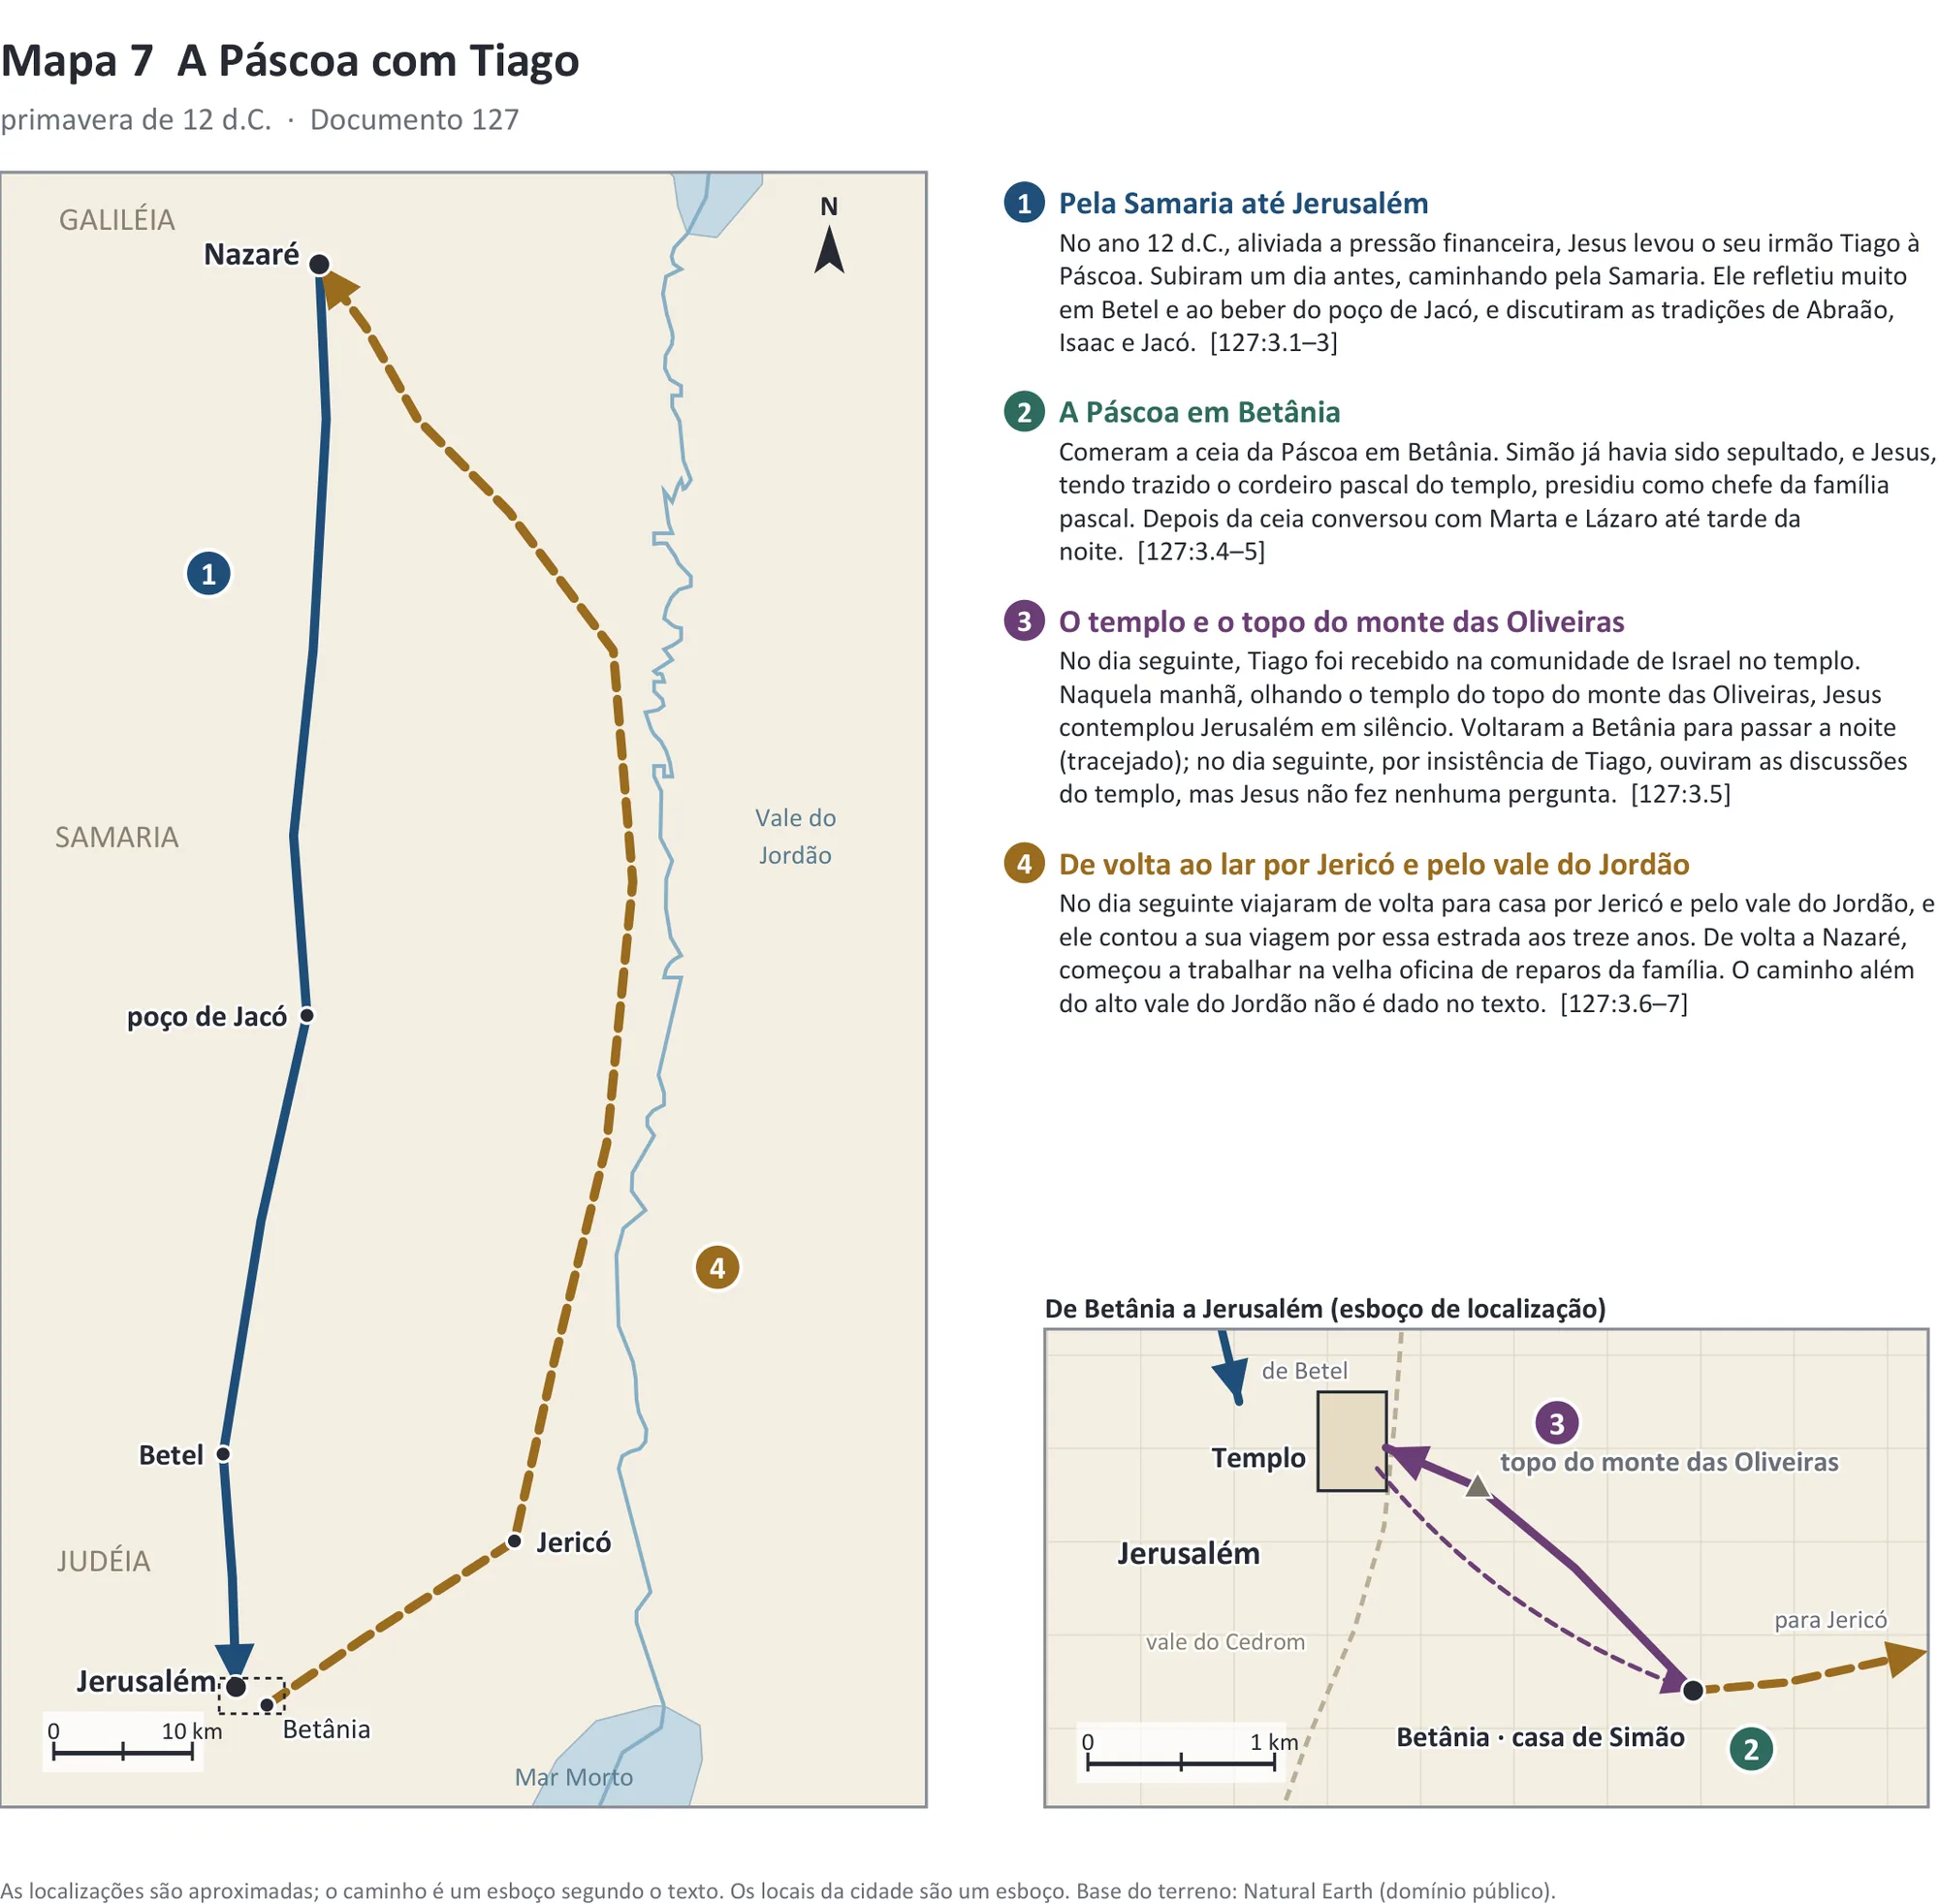 Mapa 7 A Páscoa com Tiago
primavera de 12 d.C. · Documento 127
GALILÉIA
Nazaré
N
1
SAMARIA
Vale do
Jordão
poço de Jacó
4
Betel
Jericó
JUDÉIA
Jerusalém
Betânia
0 10 km
Mar Morto
1 Pela Samaria até Jerusalém
No ano 12 d.C., aliviada a pressão financeira, Jesus levou o seu irmão Tiago à
Páscoa. Subiram um dia antes, caminhando pela Samaria. Ele refletiu muito
em Betel e ao beber do poço de Jacó, e discutiram as tradições de Abraão,
Isaac e Jacó. [127:3.1–3]
2 A Páscoa em Betânia
Comeram a ceia da Páscoa em Betânia. Simão já havia sido sepultado, e Jesus,
tendo trazido o cordeiro pascal do templo, presidiu como chefe da família
pascal. Depois da ceia conversou com Marta e Lázaro até tarde da
noite. [127:3.4–5]
3 O templo e o topo do monte das Oliveiras
No dia seguinte, Tiago foi recebido na comunidade de Israel no templo.
Naquela manhã, olhando o templo do topo do monte das Oliveiras, Jesus
contemplou Jerusalém em silêncio. Voltaram a Betânia para passar a noite
(tracejado); no dia seguinte, por insistência de Tiago, ouviram as discussões
do templo, mas Jesus não fez nenhuma pergunta. [127:3.5]
4 De volta ao lar por Jericó e pelo vale do Jordão
No dia seguinte viajaram de volta para casa por Jericó e pelo vale do Jordão, e
ele contou a sua viagem por essa estrada aos treze anos. De volta a Nazaré,
começou a trabalhar na velha oficina de reparos da família. O caminho além
do alto vale do Jordão não é dado no texto. [127:3.6–7]
De Betânia a Jerusalém (esboço de localização)
de Betel
3
Templo
topo do monte das Oliveiras
Jerusalém
para Jericó
vale do Cedrom
Betânia · casa de Simão
2
0 1 km
As localizações são aproximadas; o caminho é um esboço segundo o texto. Os locais da cidade são um esboço. Base do terreno: Natural Earth (domínio público).